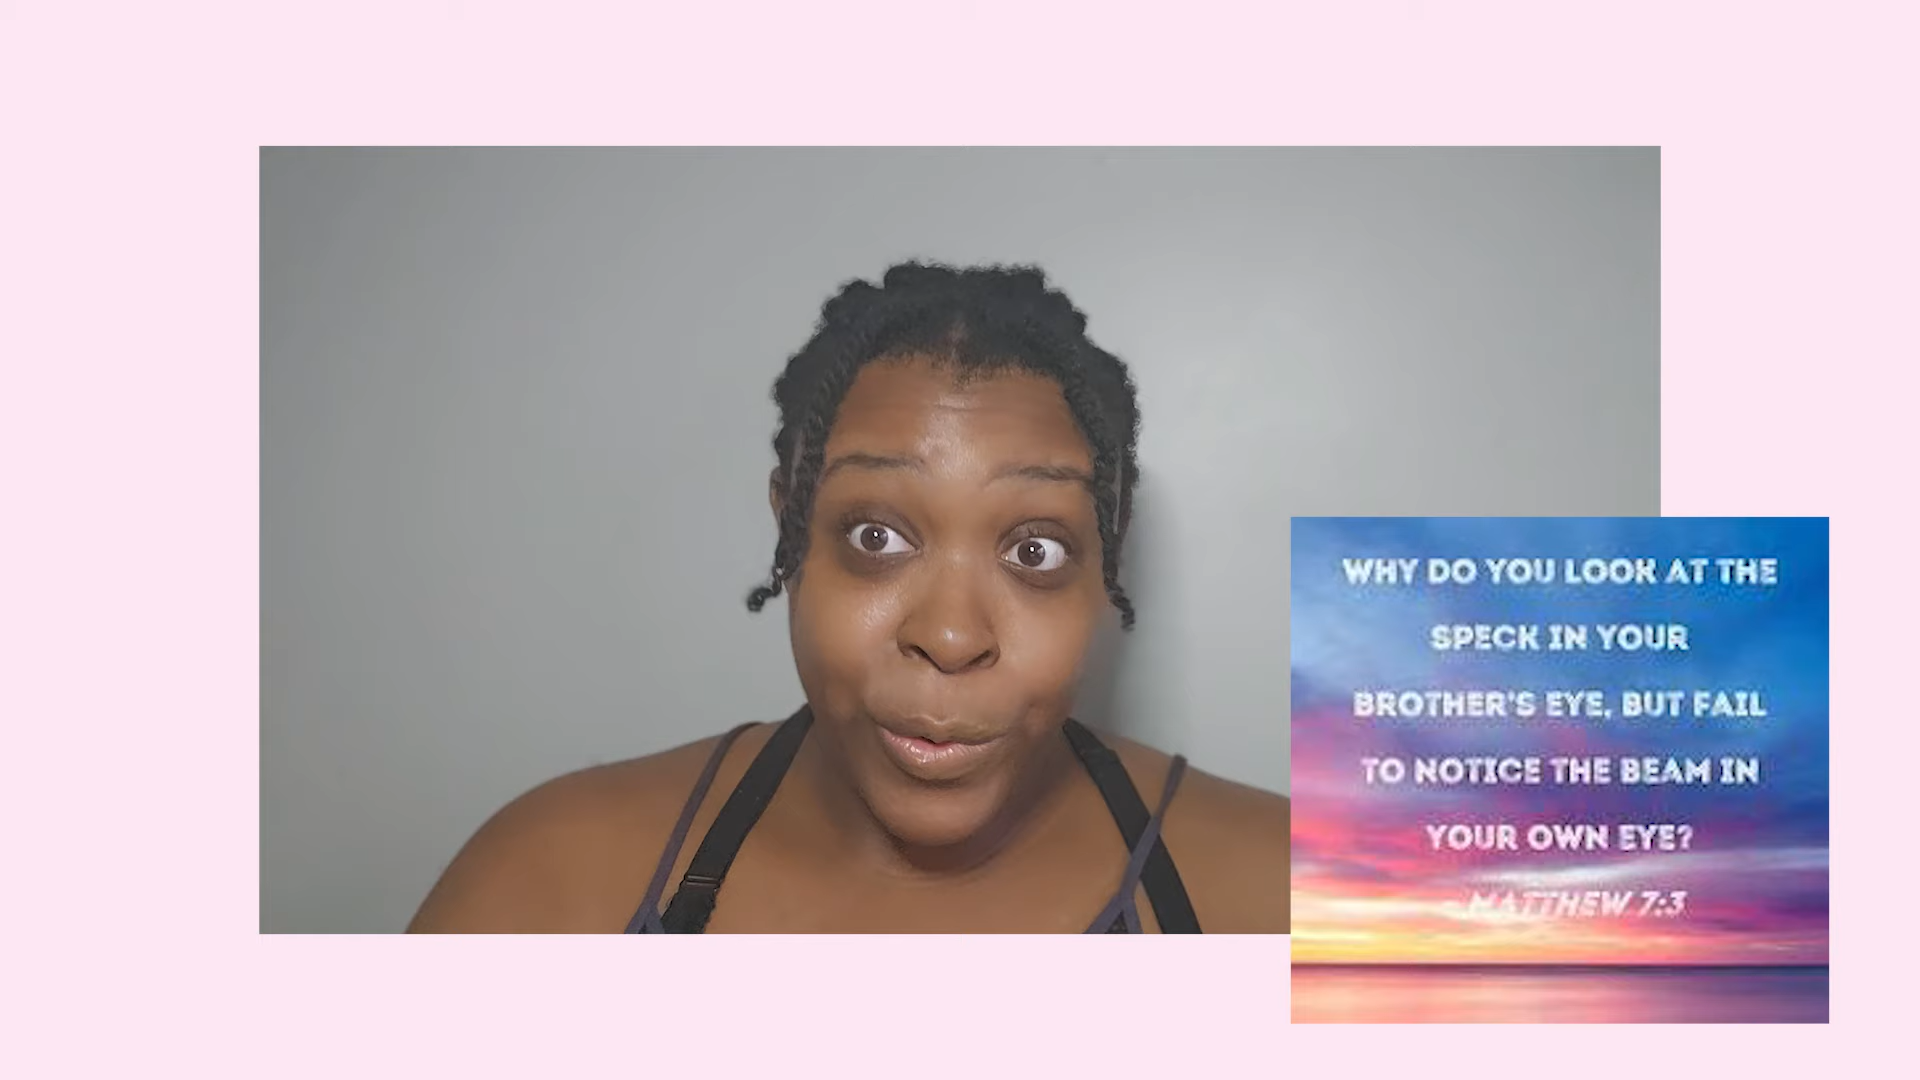 WHY DO YOU LOOK AT THE
SPECK IN YOUR
BROTHER'S EYE, BUT FAIL
TO NOTICE THE BEAM IN
YOUR OWN EYE?
- MATTHEW 7:3